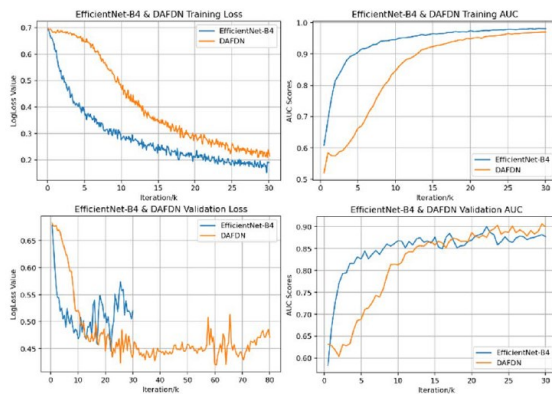 EfficientNet-B4 & DAFDN Training Loss
LogLoss Value
0.7
0.6
0.5
0.4
0.3
0.2
EfficientNet-B4
DAFDN
0 5 10 15 20 25 30
Iteration/k
EfficientNet-B4 & DAFDN Training AUC
AUC Scores
1.0
0.9
0.8
0.7
0.6
0.5
EfficientNet-B4
DAFDN
0 5 10 15 20 25 30
Iteration/k
EfficientNet-B4 & DAFDN Validation Loss
LogLoss Value
0.65
0.60
0.55
0.50
0.45
EfficientNet-B4
DAFDN
0 10 20 30 40 50 60 70 80
Iteration/k
EfficientNet-B4 & DAFDN Validation AUC
AUC Scores
0.90
0.85
0.80
0.75
0.70
0.65
0.60
EfficientNet-B4
DAFDN
0 5 10 15 20 25 30
Iteration/k